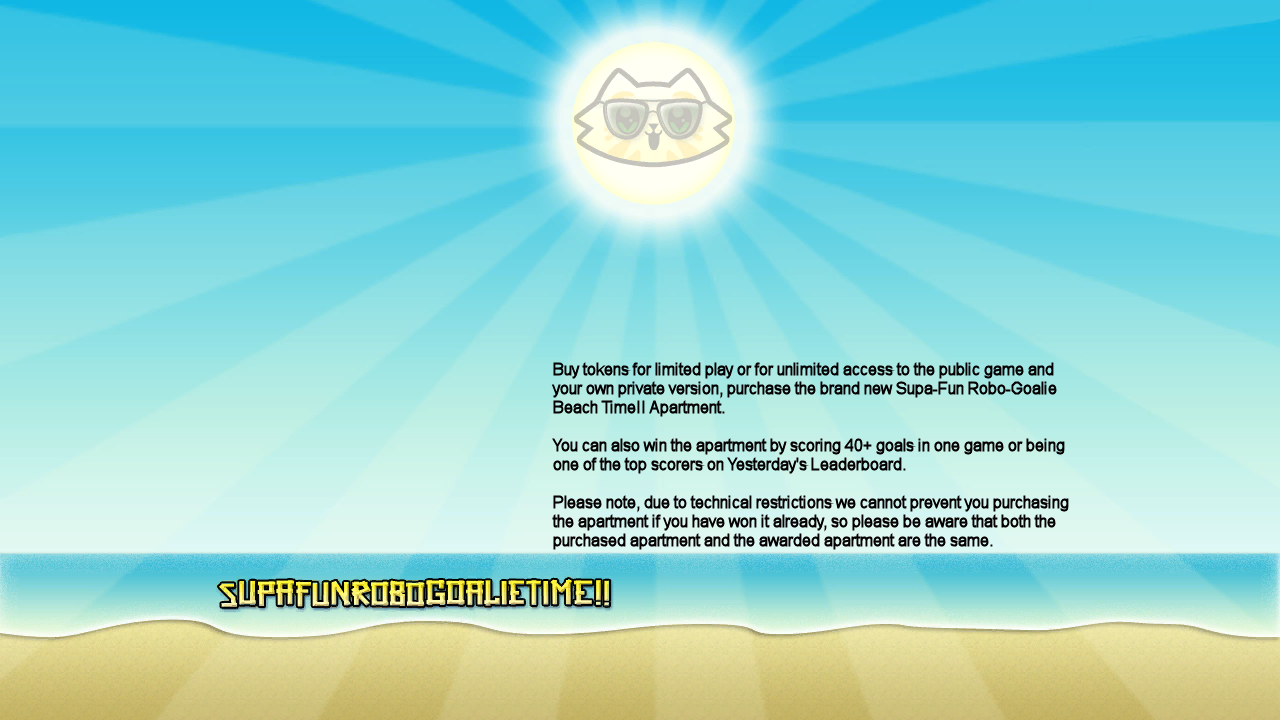 Buy tokens for limited play or for unlimited access to the public game and
your own private version, purchase the brand new Supa-Fun Robo-Goalie
Beach Time!! Apartment.
You can also win the apartment by scoring 40+ goals in one game or being
one of the top scorers on Yesterday's Leaderboard.
Please note, due to technical restrictions we cannot prevent you purchasing
the apartment if you have won it already, so please be aware that both the
purchased apartment and the awarded apartment are the same.
SUPAFUNROBOGOALIETIME!!